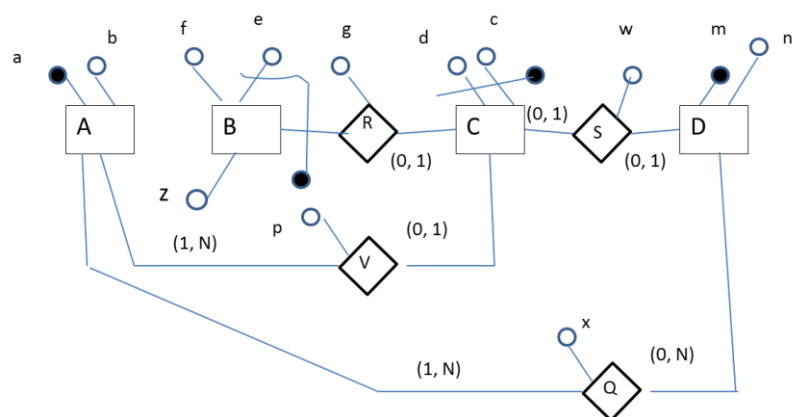 a b f e g d c w m n
A B R C (0, 1) S D
(0, 1) (0, 1)
z p (1, N) (0, 1)
V
x
(1, N) (0, N)
Q